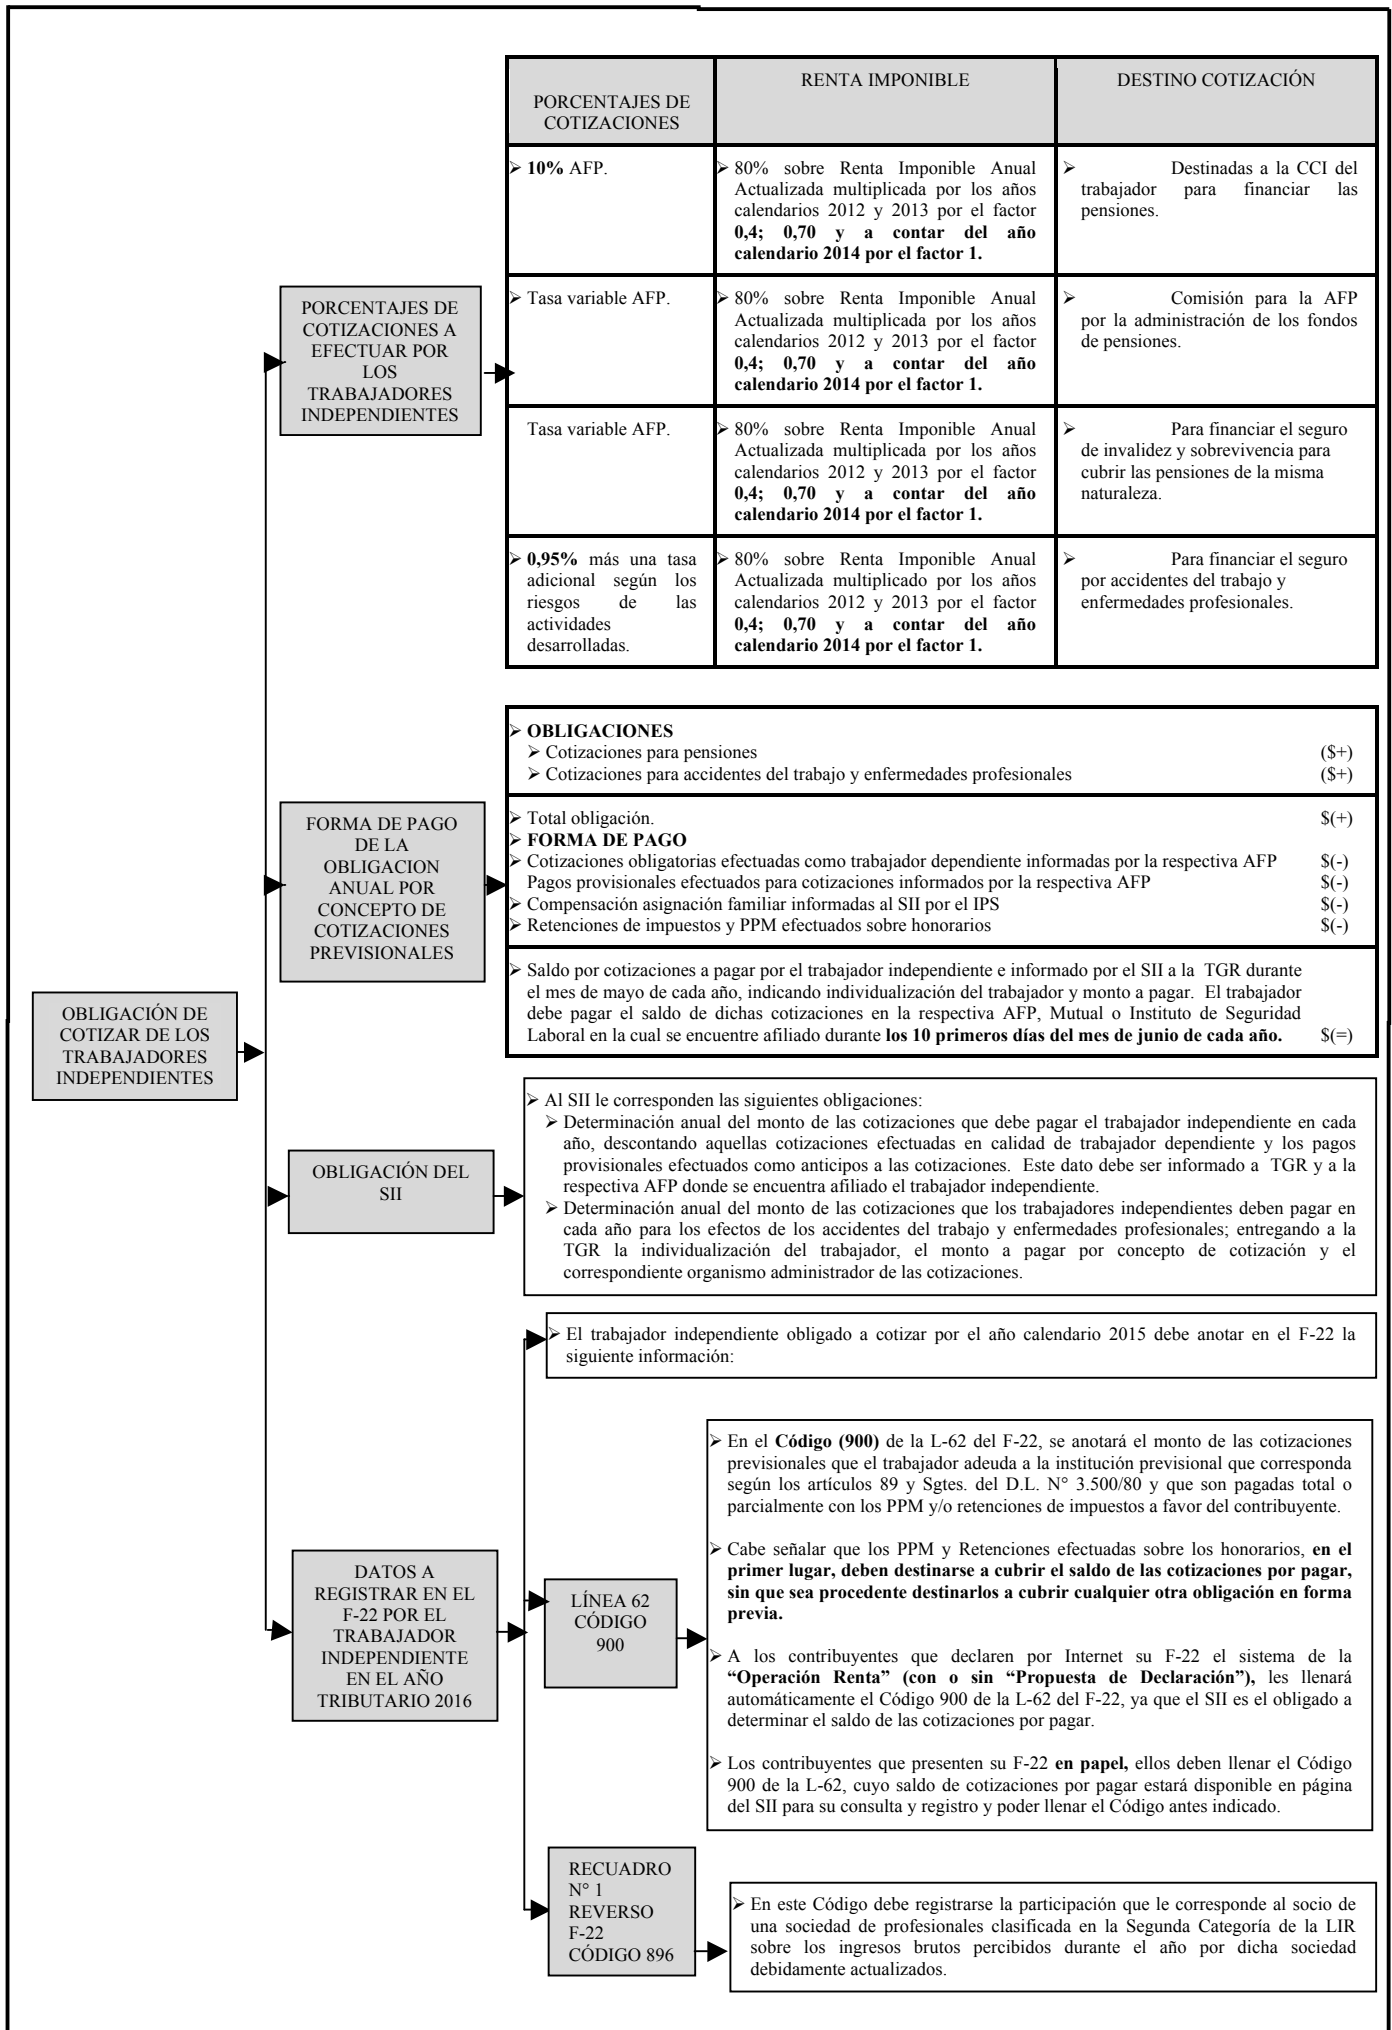 PORCENTAJES DE
COTIZACIONES
RENTA IMPONIBLE
DESTINO COTIZACIÓN
➢ 10% AFP.
➢ 80% sobre Renta Imponible Anual
Actualizada multiplicada por los años
calendarios 2012 y 2013 por el factor
0,4; 0,70 y a contar del año
calendario 2014 por el factor 1.
➢ Destinadas a la CCI del
trabajador para financiar las
pensiones.
➢ Tasa variable AFP.
➢ 80% sobre Renta Imponible Anual
Actualizada multiplicada por los años
calendarios 2012 y 2013 por el factor
0,4; 0,70 y a contar del año
calendario 2014 por el factor 1.
➢ Comisión para la AFP
por la administración de los fondos
de pensiones.
Tasa variable AFP.
➢ 80% sobre Renta Imponible Anual
Actualizada multiplicada por los años
calendarios 2012 y 2013 por el factor
0,4; 0,70 y a contar del año
calendario 2014 por el factor 1.
➢ Para financiar el seguro
de invalidez y sobrevivencia para
cubrir las pensiones de la misma
naturaleza.
➢ 0,95% más una tasa
adicional según los
riesgos de las
actividades
desarrolladas.
➢ 80% sobre Renta Imponible Anual
Actualizada multiplicado por los años
calendarios 2012 y 2013 por el factor
0,4; 0,70 y a contar del año
calendario 2014 por el factor 1.
➢ Para financiar el seguro
por accidentes del trabajo y
enfermedades profesionales.
PORCENTAJES DE
COTIZACIONES A
EFECTUAR POR
LOS
TRABAJADORES
INDEPENDIENTES
➢ OBLIGACIONES
➢ Cotizaciones para pensiones ($+)
➢ Cotizaciones para accidentes del trabajo y enfermedades profesionales ($+)
➢ Total obligación. $(+)
➢ FORMA DE PAGO
➢ Cotizaciones obligatorias efectuadas como trabajador dependiente informadas por la respectiva AFP $(-)
Pagos provisionales efectuados para cotizaciones informados por la respectiva AFP $(-)
➢ Compensación asignación familiar informadas al SII por el IPS $(-)
➢ Retenciones de impuestos y PPM efectuados sobre honorarios $(-)
➢ Saldo por cotizaciones a pagar por el trabajador independiente e informado por el SII a la TGR durante
el mes de mayo de cada año, indicando individualización del trabajador y monto a pagar. El trabajador
debe pagar el saldo de dichas cotizaciones en la respectiva AFP, Mutual o Instituto de Seguridad
Laboral en la cual se encuentre afiliado durante los 10 primeros días del mes de junio de cada año. $(=)
FORMA DE PAGO
DE LA
OBLIGACION
ANUAL POR
CONCEPTO DE
COTIZACIONES
PREVISIONALES
OBLIGACIÓN DE
COTIZAR DE LOS
TRABAJADORES
INDEPENDIENTES
OBLIGACIÓN DEL
SII
➢ Al SII le corresponden las siguientes obligaciones:
➢ Determinación anual del monto de las cotizaciones que debe pagar el trabajador independiente en cada
año, descontando aquellas cotizaciones efectuadas en calidad de trabajador dependiente y los pagos
provisionales efectuados como anticipos a las cotizaciones. Este dato debe ser informado a TGR y a la
respectiva AFP donde se encuentra afiliado el trabajador independiente.
➢ Determinación anual del monto de las cotizaciones que los trabajadores independientes deben pagar en
cada año para los efectos de los accidentes del trabajo y enfermedades profesionales; entregando a la
TGR la individualización del trabajador, el monto a pagar por concepto de cotización y el
correspondiente organismo administrador de las cotizaciones.
➢ El trabajador independiente obligado a cotizar por el año calendario 2015 debe anotar en el F-22 la
siguiente información:
DATOS A
REGISTRAR EN EL
F-22 POR EL
TRABAJADOR
INDEPENDIENTE
EN EL AÑO
TRIBUTARIO 2016
LÍNEA 62
CÓDIGO
900
➢ En el Código (900) de la L-62 del F-22, se anotará el monto de las cotizaciones
previsionales que el trabajador adeuda a la institución previsional que corresponda
según los artículos 89 y Sgtes. del D.L. N° 3.500/80 y que son pagadas total o
parcialmente con los PPM y/o retenciones de impuestos a favor del contribuyente.
➢ Cabe señalar que los PPM y Retenciones efectuadas sobre los honorarios, en el
primer lugar, deben destinarse a cubrir el saldo de las cotizaciones por pagar,
sin que sea procedente destinarlos a cubrir cualquier otra obligación en forma
previa.
➢ A los contribuyentes que declaren por Internet su F-22 el sistema de la
“Operación Renta” (con o sin “Propuesta de Declaración”), les llenará
automáticamente el Código 900 de la L-62 del F-22, ya que el SII es el obligado a
determinar el saldo de las cotizaciones por pagar.
➢ Los contribuyentes que presenten su F-22 en papel, ellos deben llenar el Código
900 de la L-62, cuyo saldo de cotizaciones por pagar estará disponible en página
del SII para su consulta y registro y poder llenar el Código antes indicado.
RECUADRO
N° 1
REVERSO
F-22
CÓDIGO 896
➢ En este Código debe registrarse la participación que le corresponde al socio de
una sociedad de profesionales clasificada en la Segunda Categoría de la LIR
sobre los ingresos brutos percibidos durante el año por dicha sociedad
debidamente actualizados.